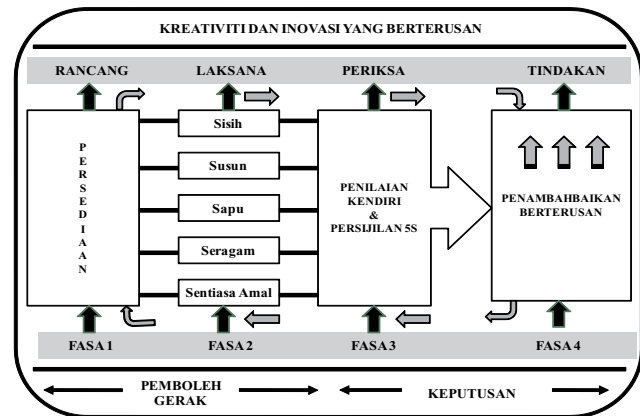 KREATIVITI DAN INOVASI YANG BERTERUSAN
RANCANG LAKSANA PERIKSA TINDAKAN
PERSEDIAAN
Sisih
Susun
Sapu
Seragam
Sentiasa Amal
PENILAIAN
KENDIRI
&
PERSIJILAN 5S
PENAMBAHBAIKAN
BERTERUSAN
FASA 1 FASA 2 FASA 3 FASA 4
PEMBOLEH
GERAK
KEPUTUSAN